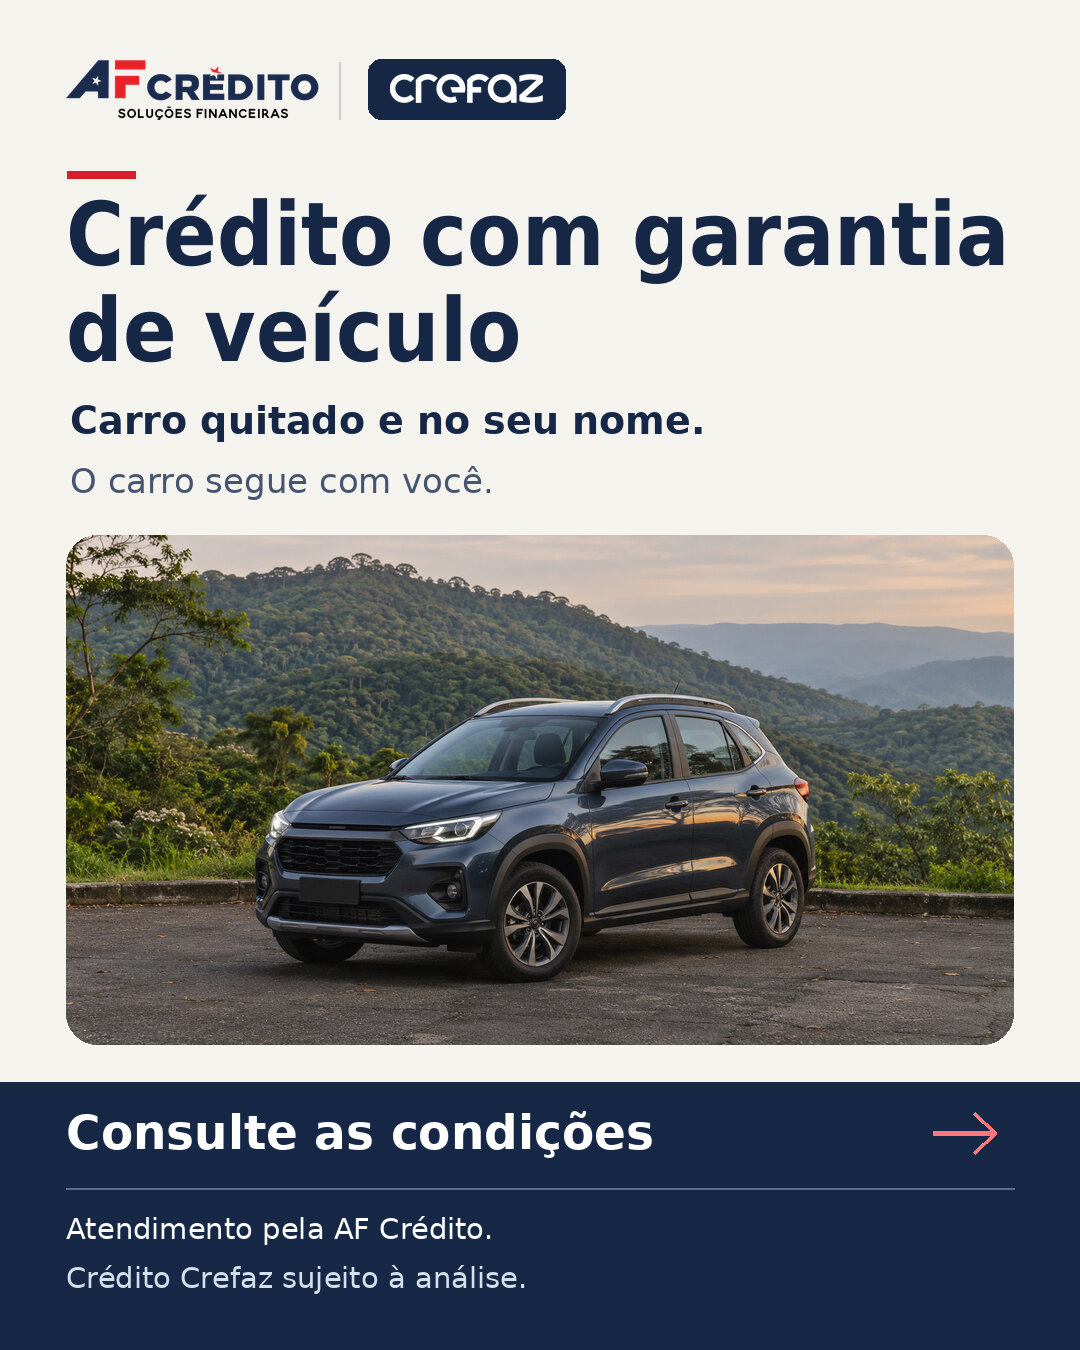 AF CRÉDITO
SOLUÇÕES FINANCEIRAS
crefaz
Crédito com garantia
de veículo
Carro quitado e no seu nome.
O carro segue com você.
Consulte as condições
Atendimento pela AF Crédito.
Crédito Crefaz sujeito à análise.